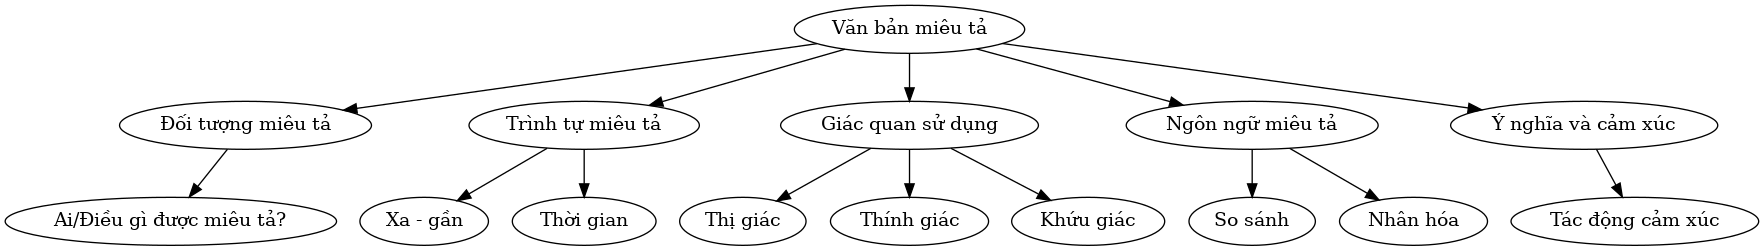 Văn bản miêu tả
Đối tượng miêu tả
Trình tự miêu tả
Giác quan sử dụng
Ngôn ngữ miêu tả
Ý nghĩa và cảm xúc
Ai/Điều gì được miêu tả?
Xa - gần
Thời gian
Thị giác
Thính giác
Khứu giác
So sánh
Nhân hóa
Tác động cảm xúc